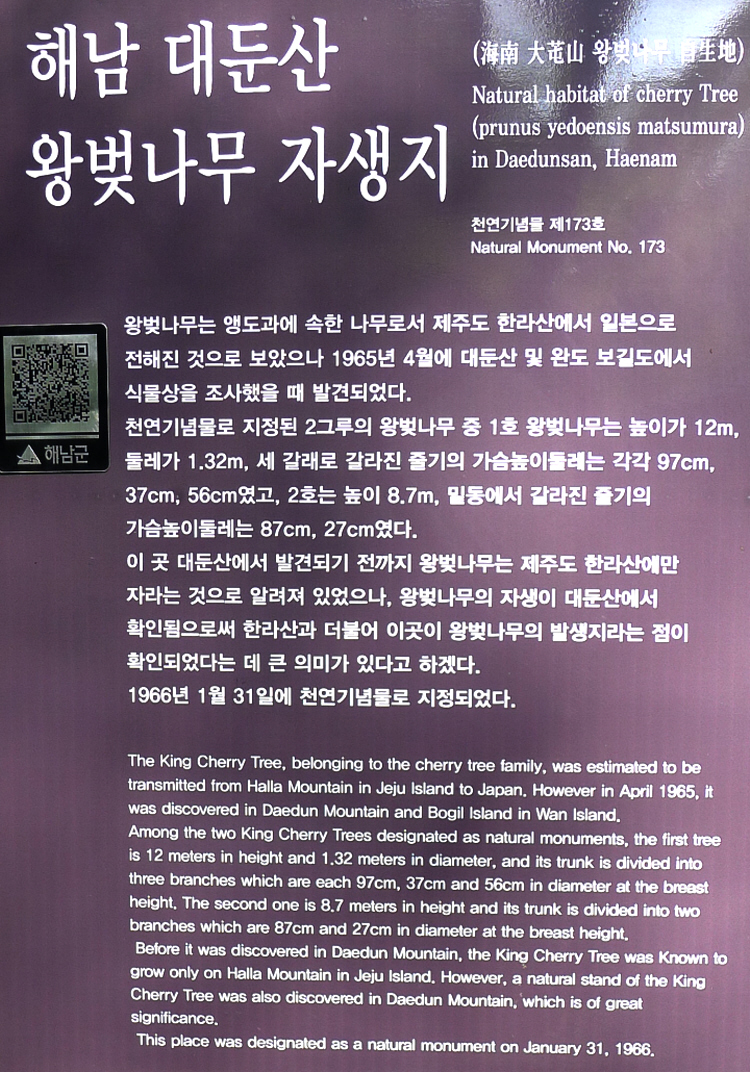 해남 대둔산
왕벚나무 자생지
(海南 大芚山 왕벚나무 自生地)
Natural habitat of cherry Tree
(prunus yedoensis matsumura)
in Daedunsan, Haenam
천연기념물 제173호
Natural Monument No. 173
해남군
왕벚나무는 앵도과에 속한 나무로서 제주도 한라산에서 일본으로
전해진 것으로 보았으나 1965년 4월에 대둔산 및 완도 보길도에서
식물상을 조사했을 때 발견되었다.
천연기념물로 지정된 2그루의 왕벚나무 중 1호 왕벚나무는 높이가 12m,
둘레가 1.32m, 세 갈래로 갈라진 줄기의 가슴높이둘레는 각각 97cm,
37cm, 56cm였고, 2호는 높이 8.7m, 밑동에서 갈라진 줄기의
가슴높이둘레는 87cm, 27cm였다.
이 곳 대둔산에서 발견되기 전까지 왕벚나무는 제주도 한라산에만
자라는 것으로 알려져 있었으나, 왕벚나무의 자생이 대둔산에서
확인됨으로써 한라산과 더불어 이곳이 왕벚나무의 발생지라는 점이
확인되었다는 데 큰 의미가 있다고 하겠다.
1966년 1월 31일에 천연기념물로 지정되었다.
The King Cherry Tree, belonging to the cherry tree family, was estimated to be
transmitted from Halla Mountain in Jeju Island to Japan. However in April 1965, it
was discovered in Daedun Mountain and Bogil Island in Wan Island.
Among the two King Cherry Trees designated as natural monuments, the first tree
is 12 meters in height and 1.32 meters in diameter, and its trunk is divided into
three branches which are each 97cm, 37cm and 56cm in diameter at the breast
height. The second one is 8.7 meters in height and its trunk is divided into two
branches which are 87cm and 27cm in diameter at the breast height.
Before it was discovered in Daedun Mountain, the King Cherry Tree was Known to
grow only on Halla Mountain in Jeju Island. However, a natural stand of the King
Cherry Tree was also discovered in Daedun Mountain, which is of great
significance.
This place was designated as a natural monument on January 31, 1966.